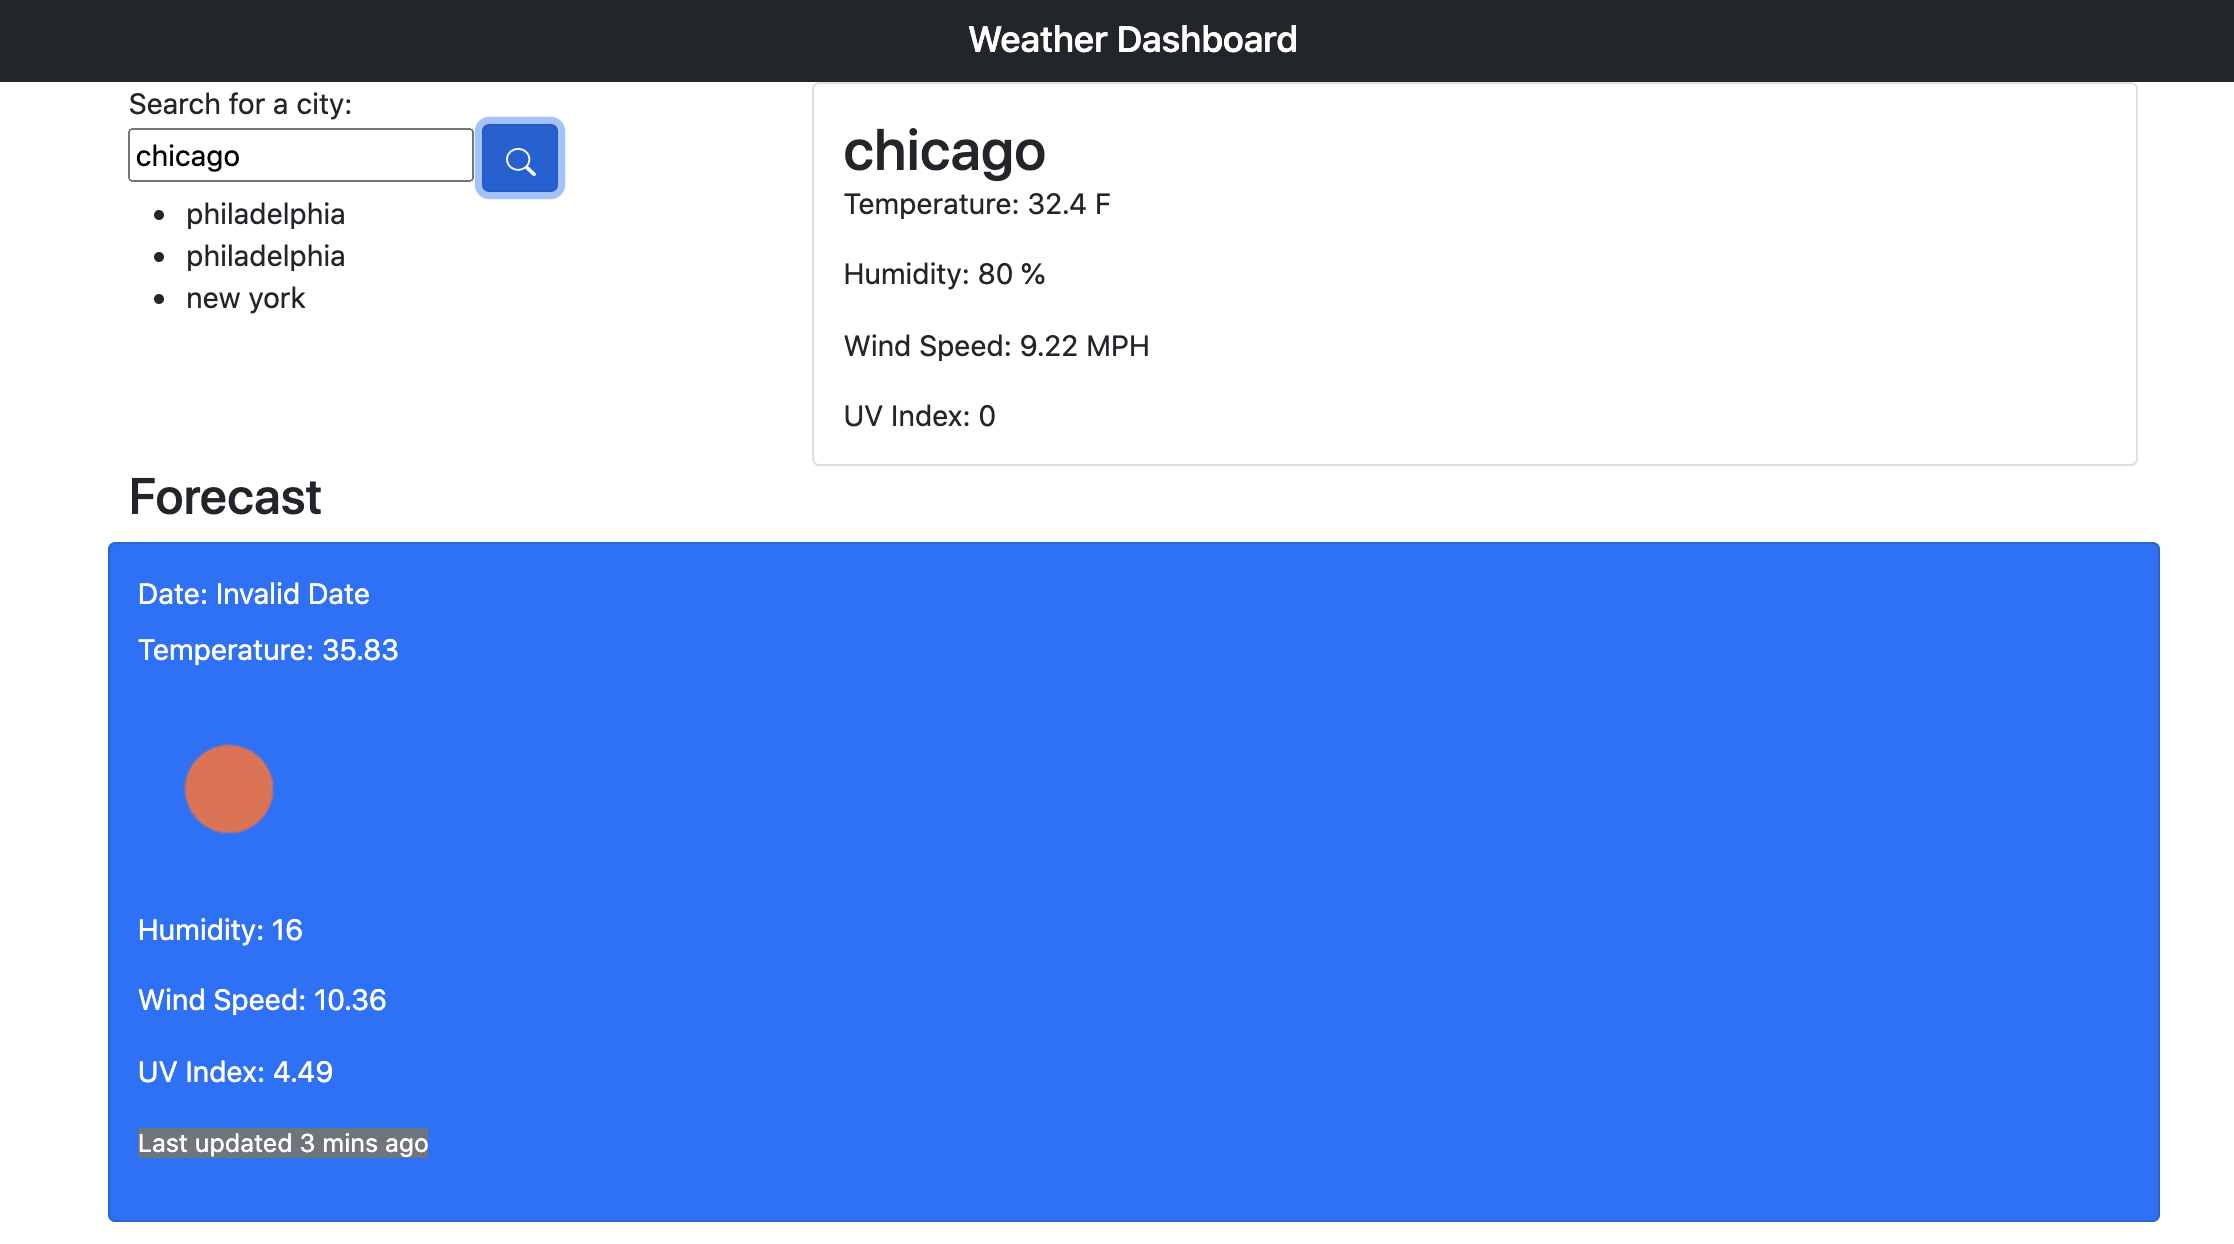 Weather Dashboard
Search for a city:
chicago
philadelphia
philadelphia
new york
chicago
Temperature: 32.4 F
Humidity: 80 %
Wind Speed: 9.22 MPH
UV Index: 0
Forecast
Date: Invalid Date
Temperature: 35.83
Humidity: 16
Wind Speed: 10.36
UV Index: 4.49
Last updated 3 mins ago